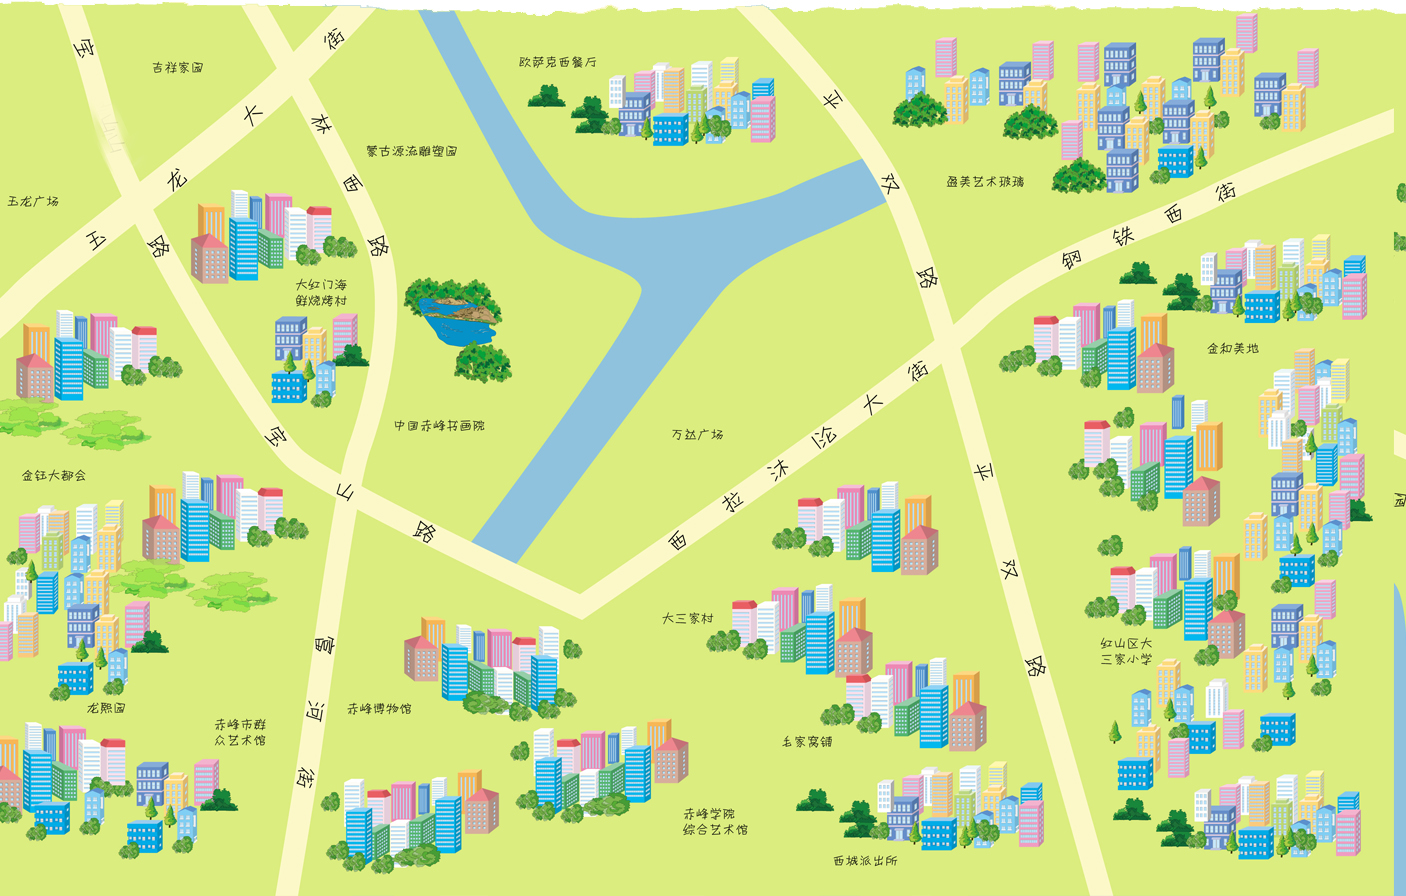 吉祥家园
欧萨克西餐厅
蒙古源流雕塑园
盈美艺术玻璃
玉龙广场
大红门海
鲜烧烤村
金和美地
中国赤峰书画院
万达广场
金钰大都会
大三家村
红山区大
三家小学
龙熙园
赤峰市群
众艺术馆
赤峰博物馆
毛家窝铺
赤峰学院
综合艺术馆
西城派出所
玉龙大街
林西路
宝山路
宝山路
双子路
双子路
钢铁西街
西拉沐沦大街
富河街